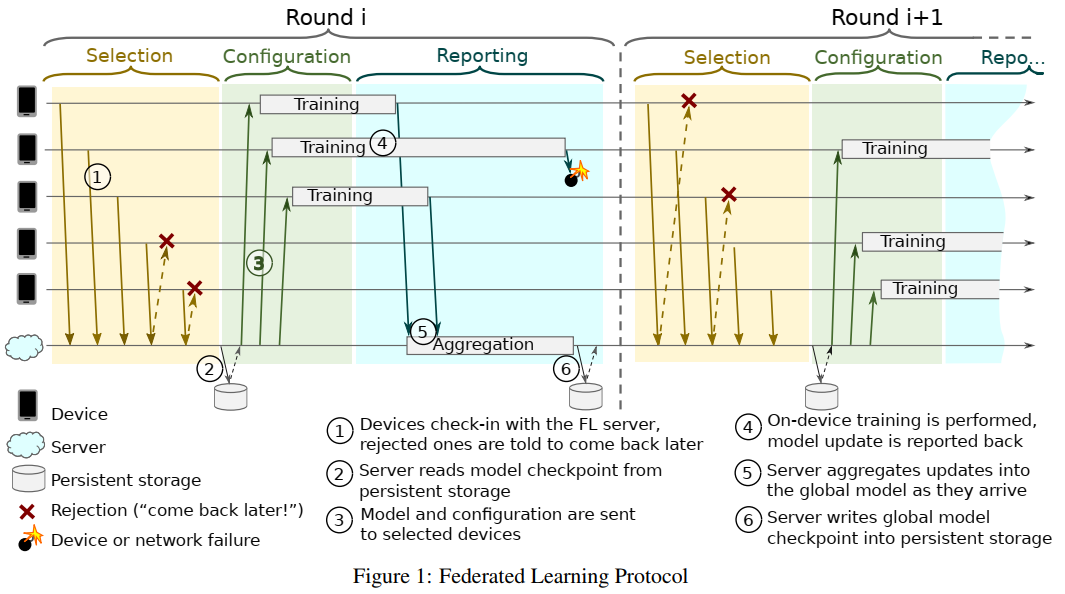 Round i
Round i+1
Selection
Configuration
Reporting
Selection
Configuration
Repo...
Training
Training
4
Training
1
3
5
Aggregation
2
6
Training
Training
Training
Device
Server
Persistent storage
Rejection (“come back later!”)
Device or network failure
1 Devices check-in with the FL server,
rejected ones are told to come back later
2 Server reads model checkpoint from
persistent storage
3 Model and configuration are sent
to selected devices
4 On-device training is performed,
model update is reported back
5 Server aggregates updates into
the global model as they arrive
6 Server writes global model
checkpoint into persistent storage
Figure 1: Federated Learning Protocol